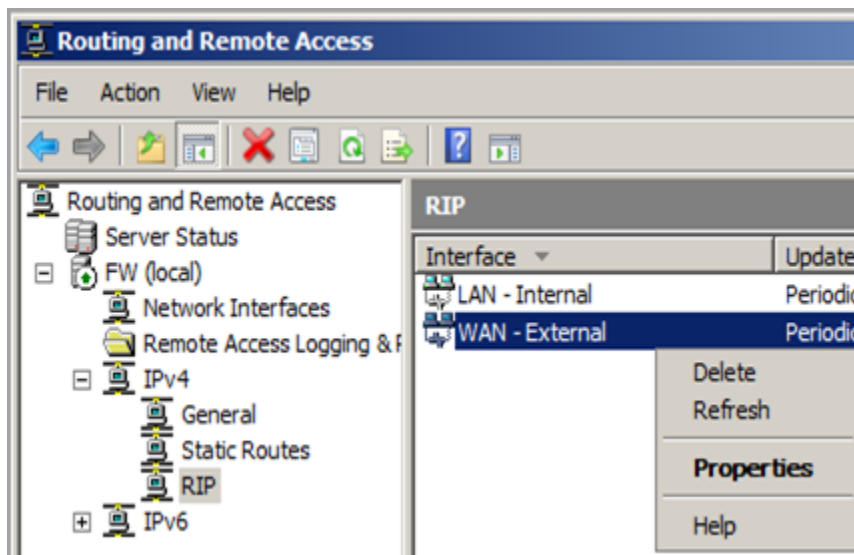 Routing and Remote Access
File Action View Help
Routing and Remote Access
Server Status
FW (local)
Network Interfaces
Remote Access Logging &
IPv4
General
Static Routes
RIP
IPv6
RIP
Interface Update
LAN - Internal Periodic
WAN - External Periodic
Delete
Refresh
Properties
Help